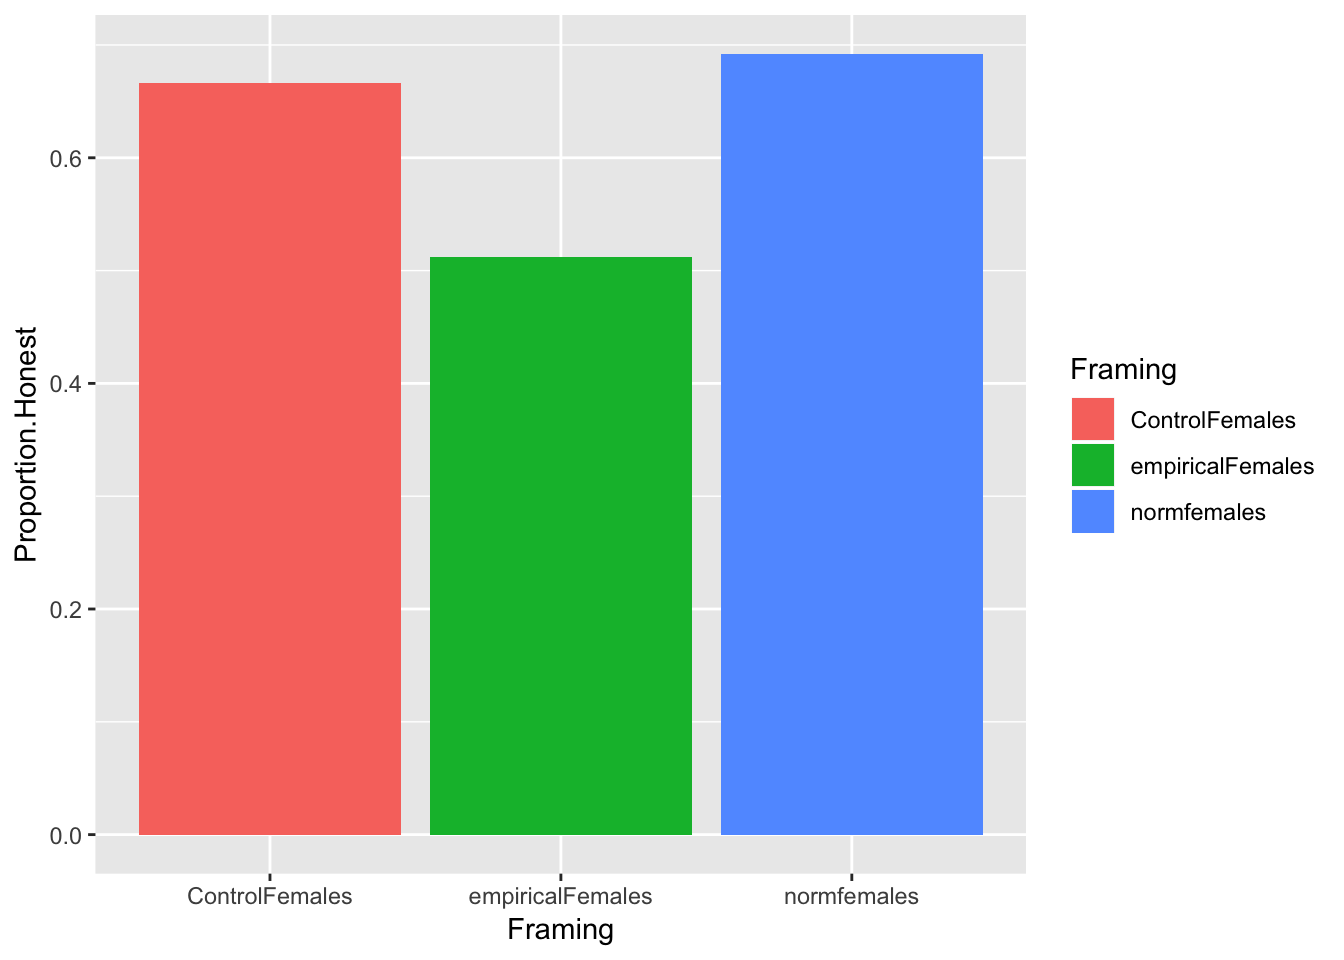 Proportion.Honest
0.6
0.4
0.2
0.0
ControlFemales
empiricalFemales
normfemales
Framing
Framing
ControlFemales
empiricalFemales
normfemales